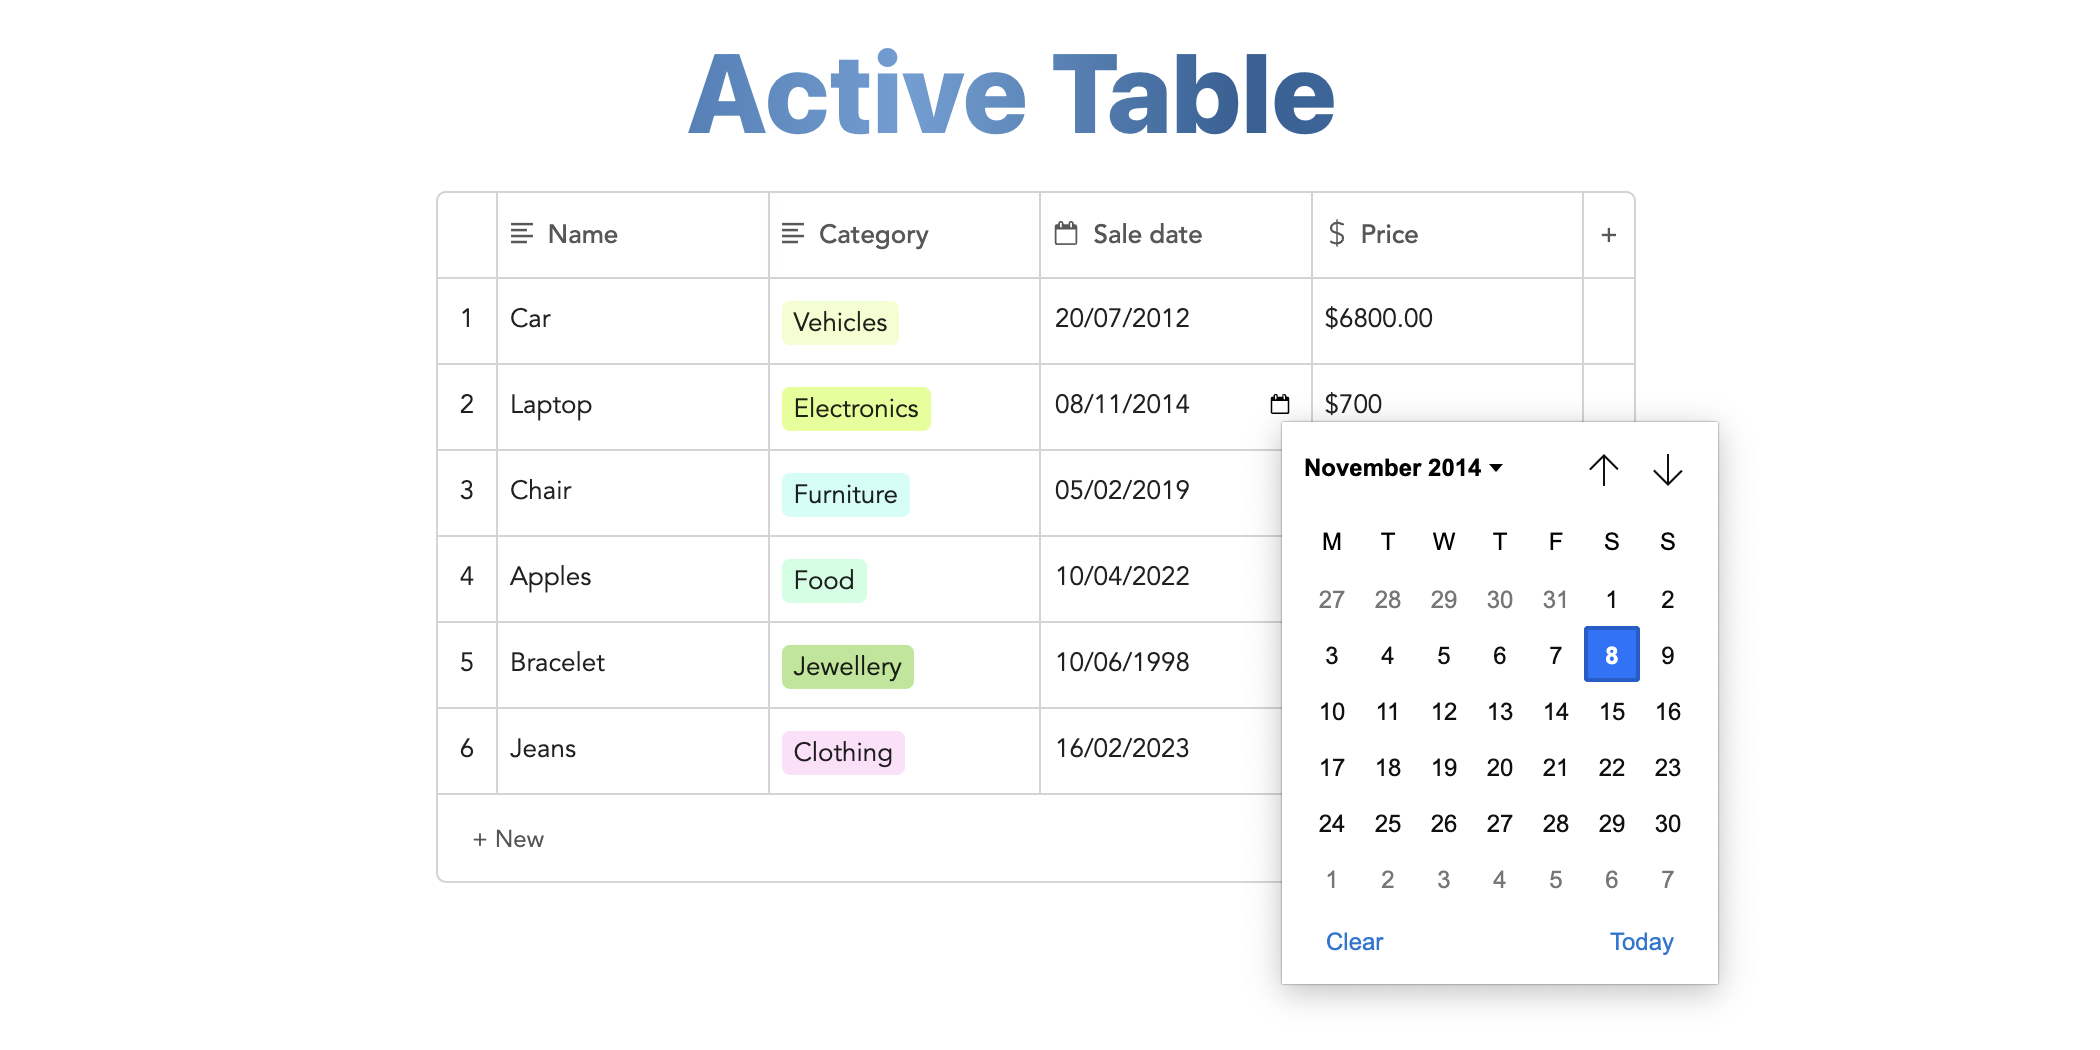 Active Table
Name Category Sale date $ Price +
1 Car Vehicles 20/07/2012 $6800.00
2 Laptop Electronics 08/11/2014 $700
3 Chair Furniture 05/02/2019
4 Apples Food 10/04/2022
5 Bracelet Jewellery 10/06/1998
6 Jeans Clothing 16/02/2023
+ New
November 2014
M T W T F S S
27 28 29 30 31 1 2
3 4 5 6 7 8 9
10 11 12 13 14 15 16
17 18 19 20 21 22 23
24 25 26 27 28 29 30
1 2 3 4 5 6 7
Clear Today